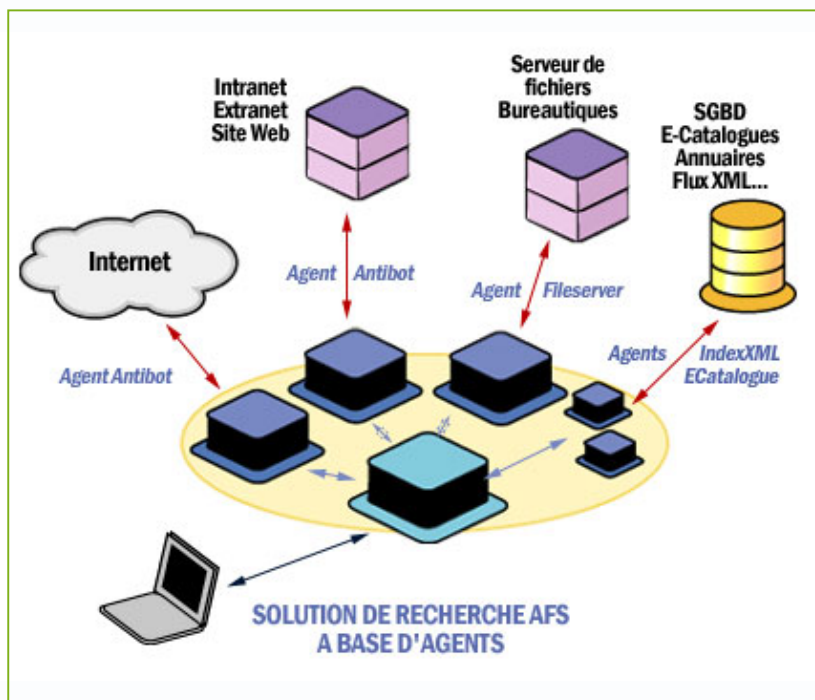 Intranet
Extranet
Site Web
Serveur de
fichiers
Bureautiques
SGBD
E-Catalogues
Annuaires
Flux XML...
Internet
Agent Antibot
Agent Fileserver
Agent Antibot
Agents IndexXML
ECatalogue
SOLUTION DE RECHERCHE AFS
A BASE D'AGENTS